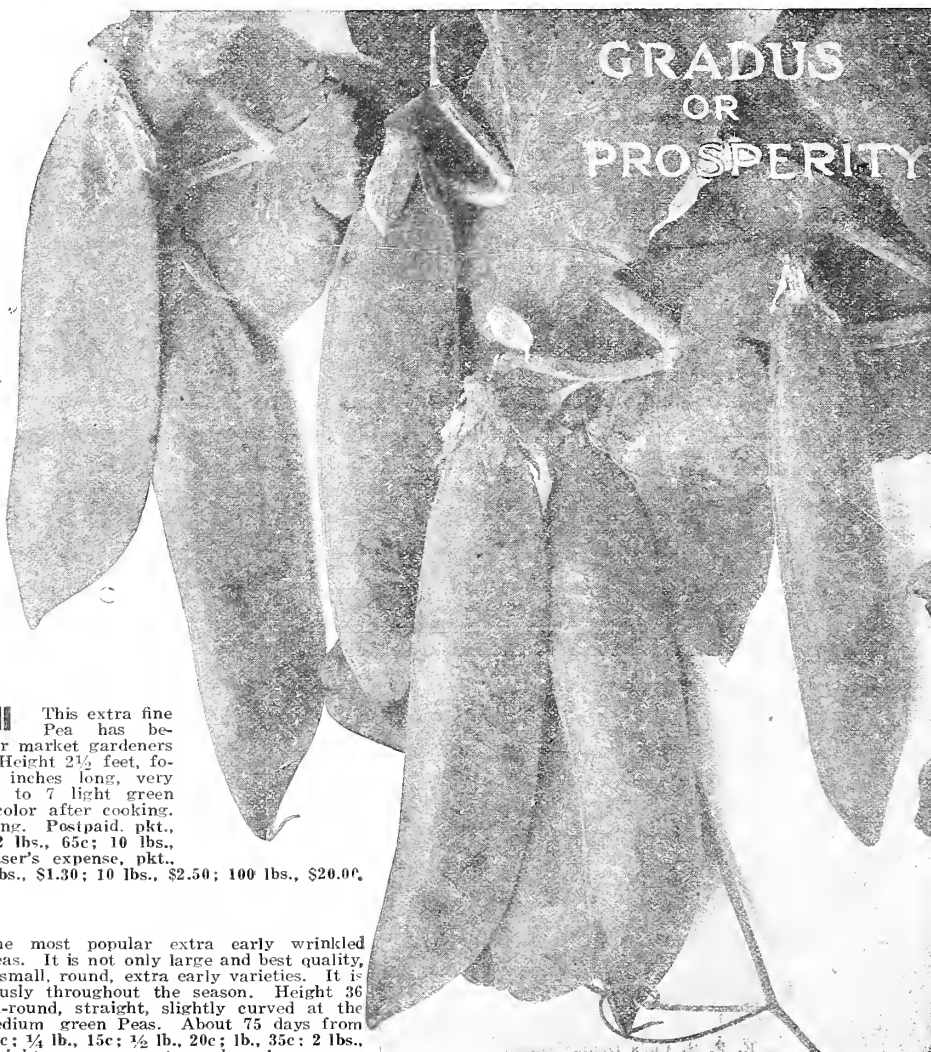 GRADUS
OR
PROSPERITY
This extra fine
Pea has be-
r market gardeners
Height 2½ feet, fo-
inches long, very
to 7 light green
color after cooking.
ng. Postpaid. pkt.,
2 lbs., 65c; 10 lbs.,
ser's expense, pkt.,
bs., $1.30; 10 lbs., $2.50; 100 lbs., $20.00.
he most popular extra early wrinkled
eas. It is not only large and best quality,
small, round, extra early varieties. It is
usly throughout the season. Height 36
-round, straight, slightly curved at the
edium green Peas. About 75 days from
c; ¼ lb., 15c; ½ lb., 20c; lb., 35c; 2 lbs.,